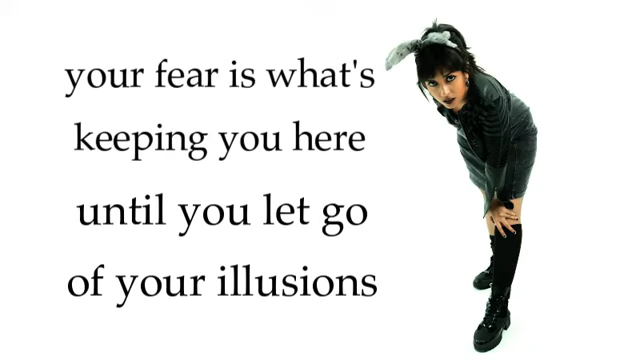 your fear is what's
keeping you here
until you let go
of your illusions